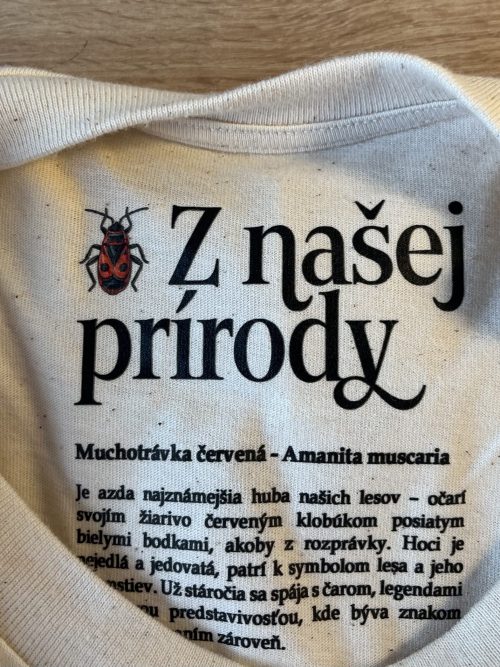 Z našej
prírody
Muchotrávka červená - Amanita muscaria
Je azda najznámejšia huba našich lesov – očarí
svojím žiarivo červeným klobúkom posiatym
bielymi bodkami, akoby z rozprávky. Hoci je
nejedlá a jedovatá, patrí k symbolom lesa a jeho
Už stáročia sa spája s čarom, legendami
predstavivosťou, kde býva znakom
zároveň.